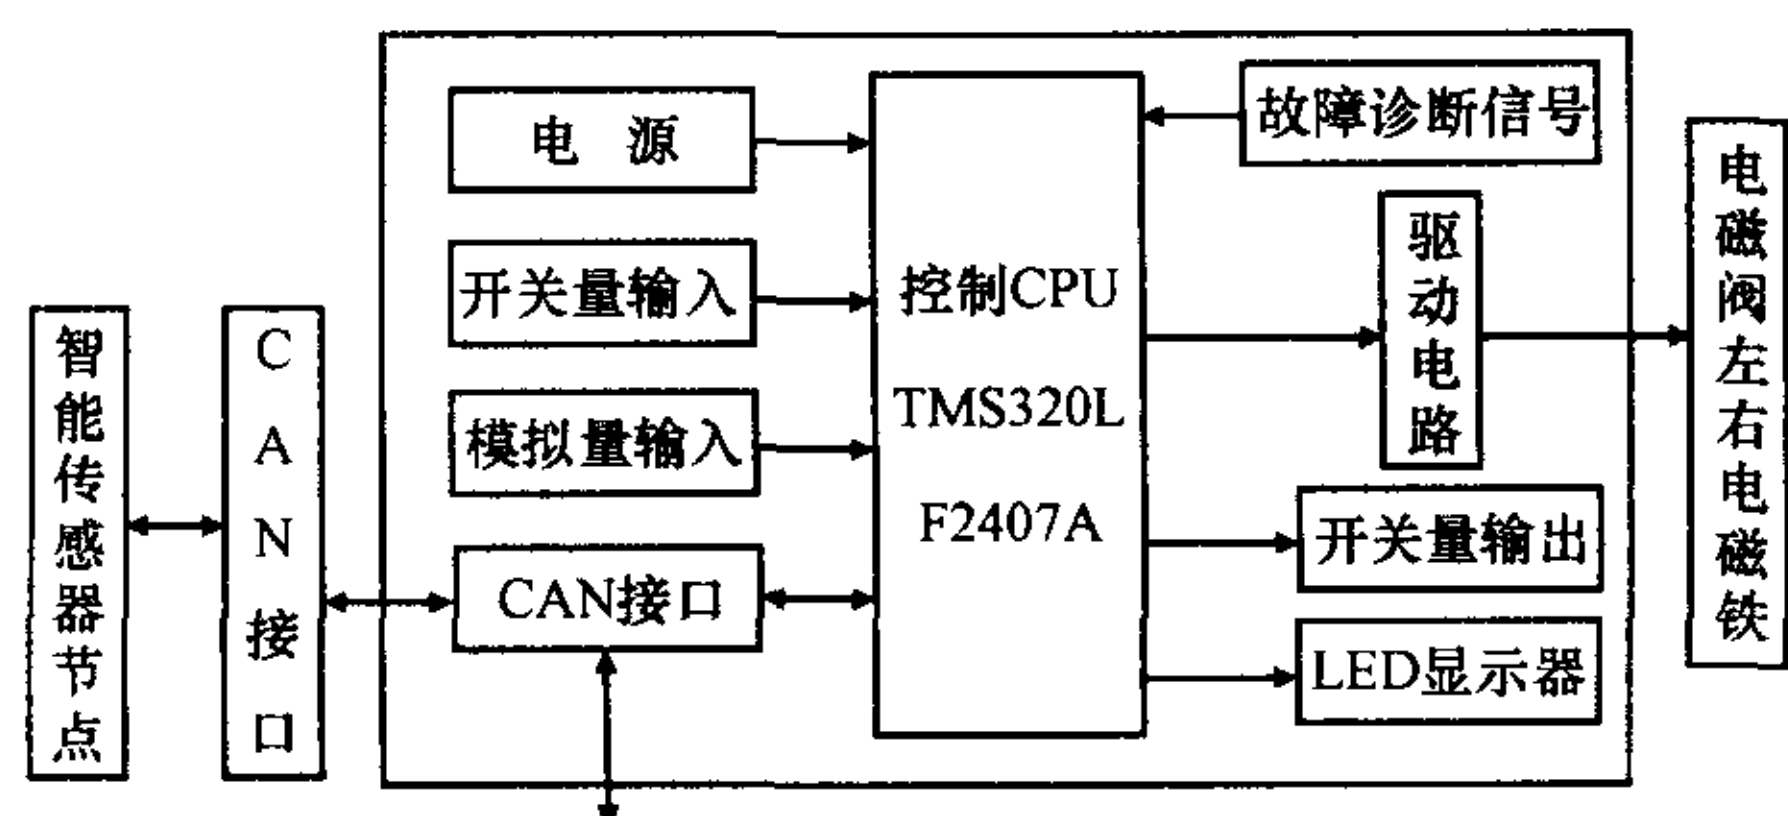 智能传感器节点
CAN接口
电 源
开关量输入
模拟量输入
CAN接口
控制CPU
TMS320L
F2407A
故障诊断信号
驱动电路
开关量输出
LED显示器
电磁阀左右电磁铁